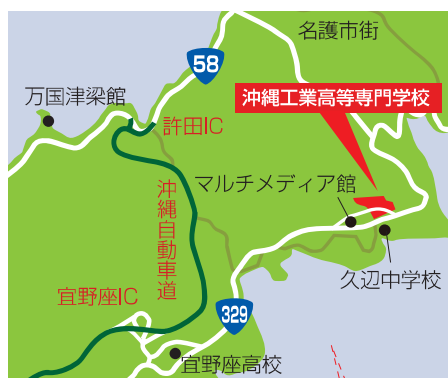 名護市街
58
万国津梁館
沖縄工業高等専門学校
許田IC
マルチメディア館
沖縄自動車道
久辺中学校
宜野座IC
329
宜野座高校